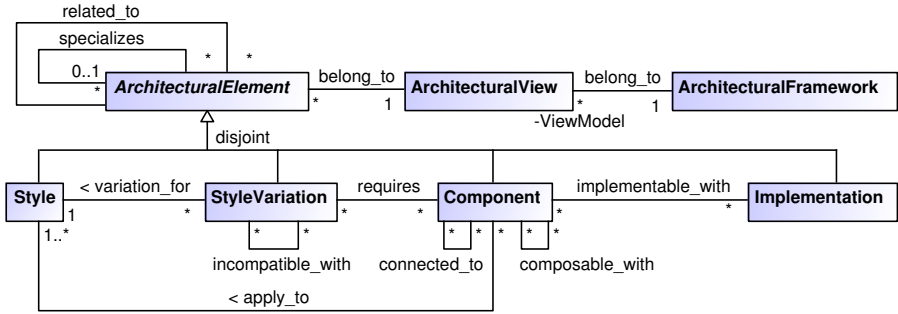 related_to
specializes
* *
0..1
*
ArchitecturalElement
belong_to
* 1
ArchitecturalView
belong_to
* 1
-ViewModel
ArchitecturalFramework
disjoint
Style
< variation_for
1 *
1..*
StyleVariation
requires
* *
* *
incompatible_with
Component
* * *
connected_to
* *
composable_with
implementable_with
* *
Implementation
< apply_to